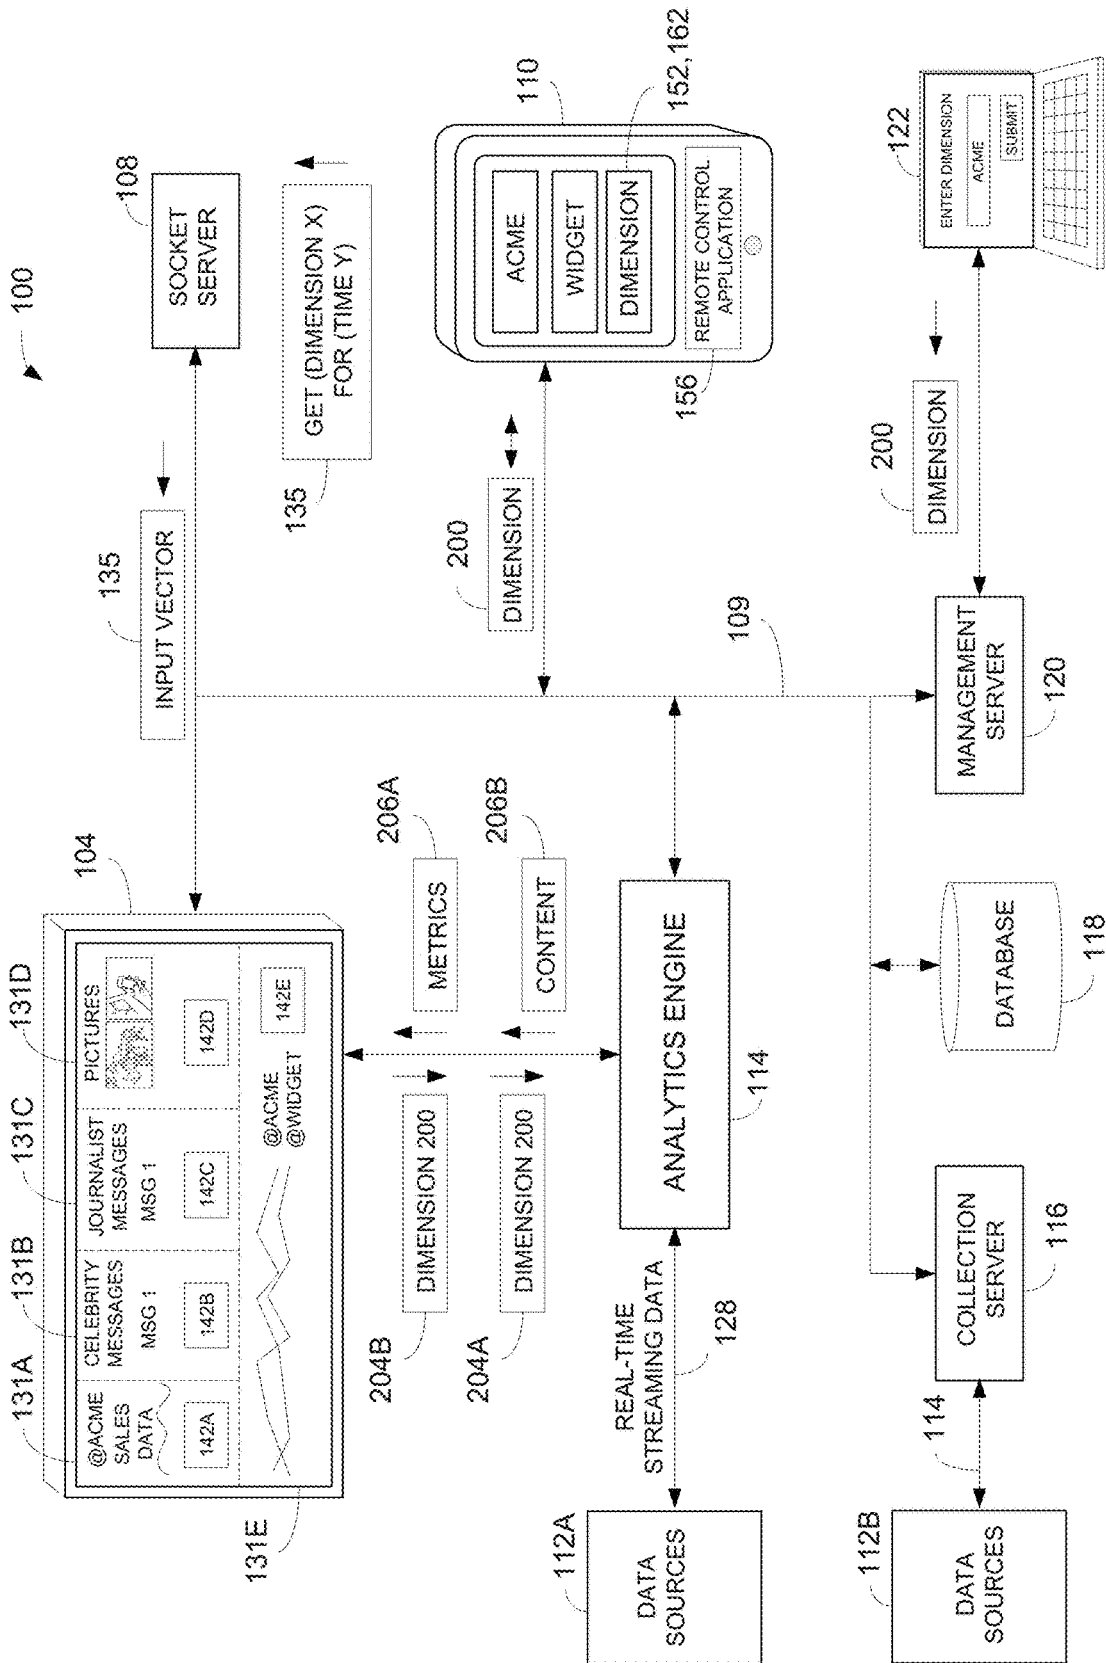 100
131A
131B
131C
131D
104
@ACME
SALES
DATA
142A
CELEBRITY
MESSAGES
MSG 1
142B
JOURNALIST
MESSAGES
MSG 1
142C
PICTURES
142D
@ACME
@WIDGET
142E
131E
135
INPUT VECTOR
108
SOCKET
SERVER
GET (DIMENSION X)
FOR (TIME Y)
135
204B
DIMENSION 200
204A
DIMENSION 200
METRICS
206A
CONTENT
206B
200
DIMENSION
110
ACME
WIDGET
DIMENSION
152,162
REMOTE CONTROL
APPLICATION
156
112A
DATA
SOURCES
REAL-TIME
STREAMING DATA
128
ANALYTICS ENGINE
114
109
112B
DATA
SOURCES
114
COLLECTION
SERVER
116
DATABASE
118
MANAGEMENT
SERVER
120
200
DIMENSION
122
ENTER DIMENSION
ACME
SUBMIT